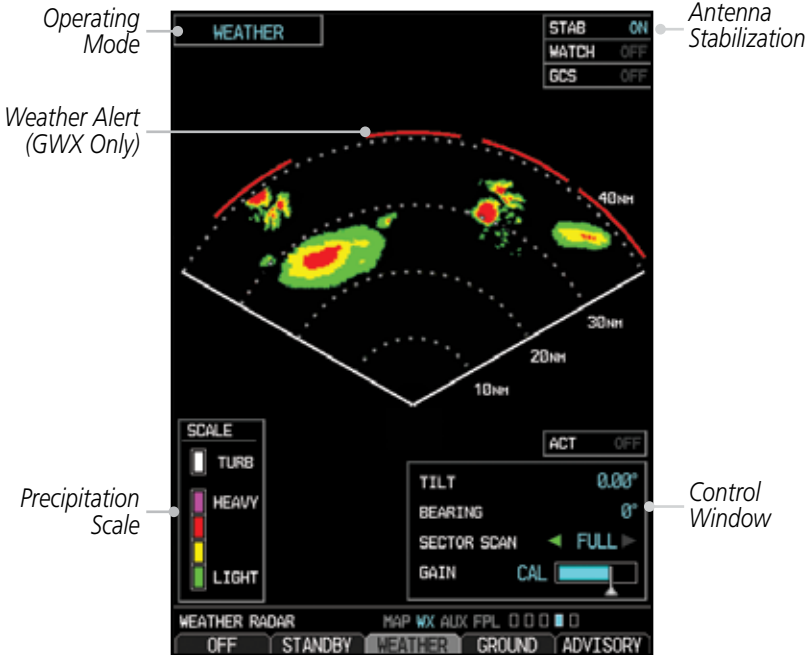 Operating
Mode
WEATHER
STAB ON
WATCH OFF
GCS OFF
Antenna
Stabilization
Weather Alert
(GWX Only)
40NM
30NM
20NM
10NM
SCALE
TURB
HEAVY
LIGHT
Precipitation
Scale
ACT OFF
TILT 0.00°
BEARING 0°
SECTOR SCAN FULL
GAIN CAL
Control
Window
WEATHER RADAR MAP WX AUX FPL
OFF STANDBY WEATHER GROUND ADVISORY